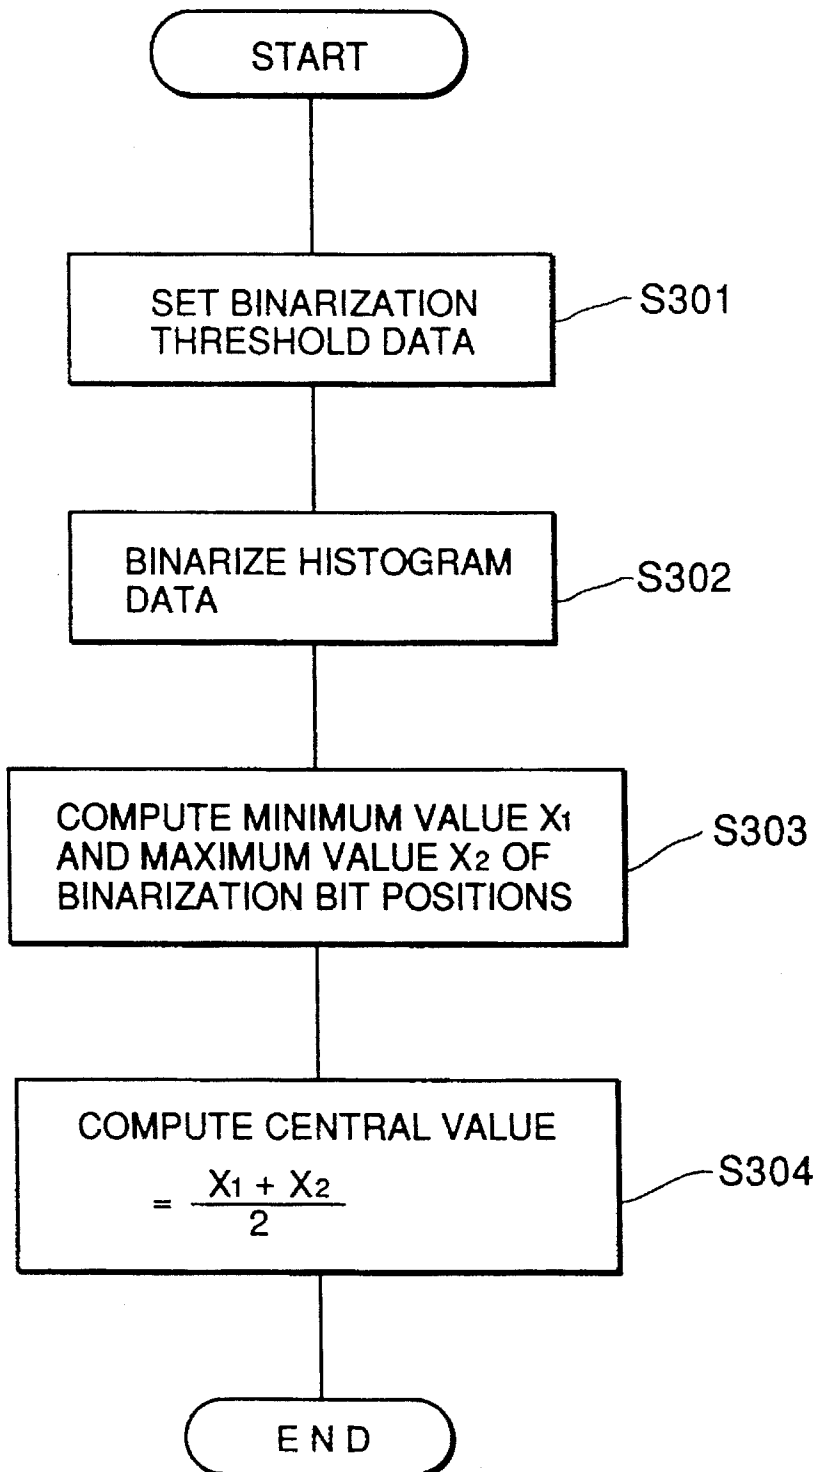 START
SET BINARIZATION
THRESHOLD DATA
S301
BINARIZE HISTOGRAM
DATA
S302
COMPUTE MINIMUM VALUE X1
AND MAXIMUM VALUE X2 OF
BINARIZATION BIT POSITIONS
S303
COMPUTE CENTRAL VALUE
= X1 + X2
2
S304
END